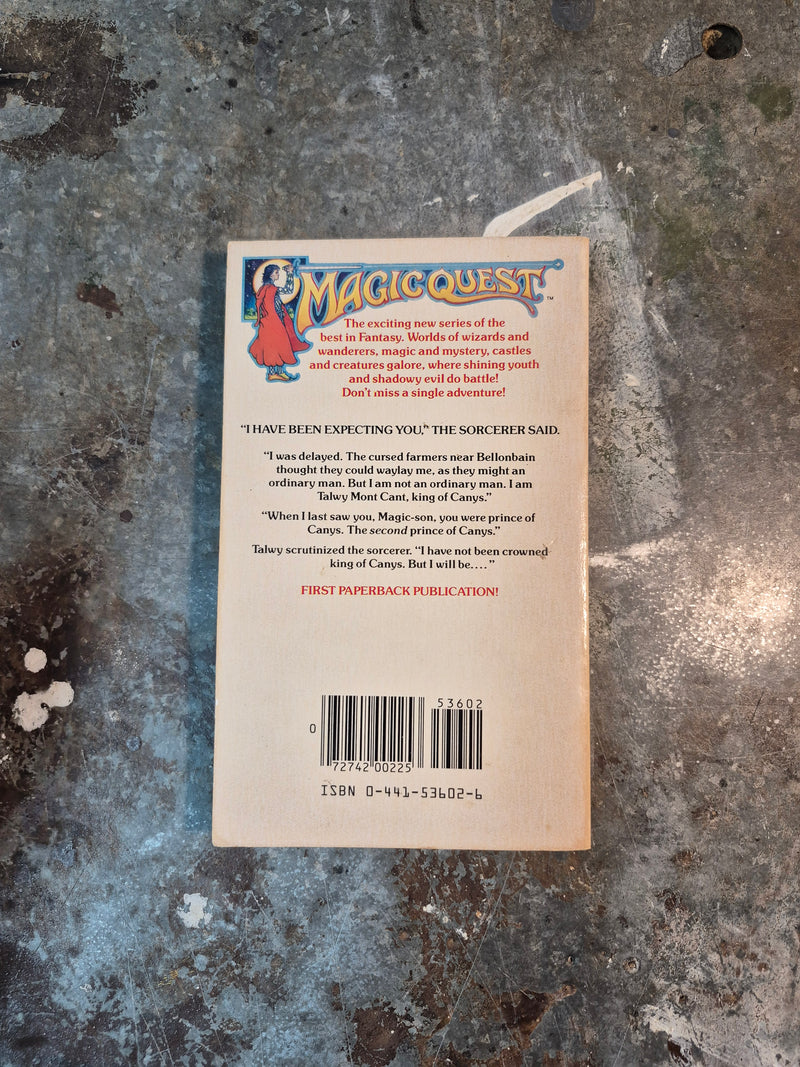 MAGICQUEST™
The exciting new series of the
best in Fantasy. Worlds of wizards and
wanderers, magic and mystery, castles
and creatures galore, where shining youth
and shadowy evil do battle!
Don't miss a single adventure!
“I HAVE BEEN EXPECTING YOU,” THE SORCERER SAID.
“I was delayed. The cursed farmers near Bellonbain
thought they could waylay me, as they might an
ordinary man. But I am not an ordinary man. I am
Talwy Mont Cant, king of Canys.”
“When I last saw you, Magic-son, you were prince of
Canys. The second prince of Canys.”
Talwy scrutinized the sorcerer. “I have not been crowned
king of Canys. But I will be....”
FIRST PAPERBACK PUBLICATION!
53602
0
72742 00225
ISBN 0-441-53602-6